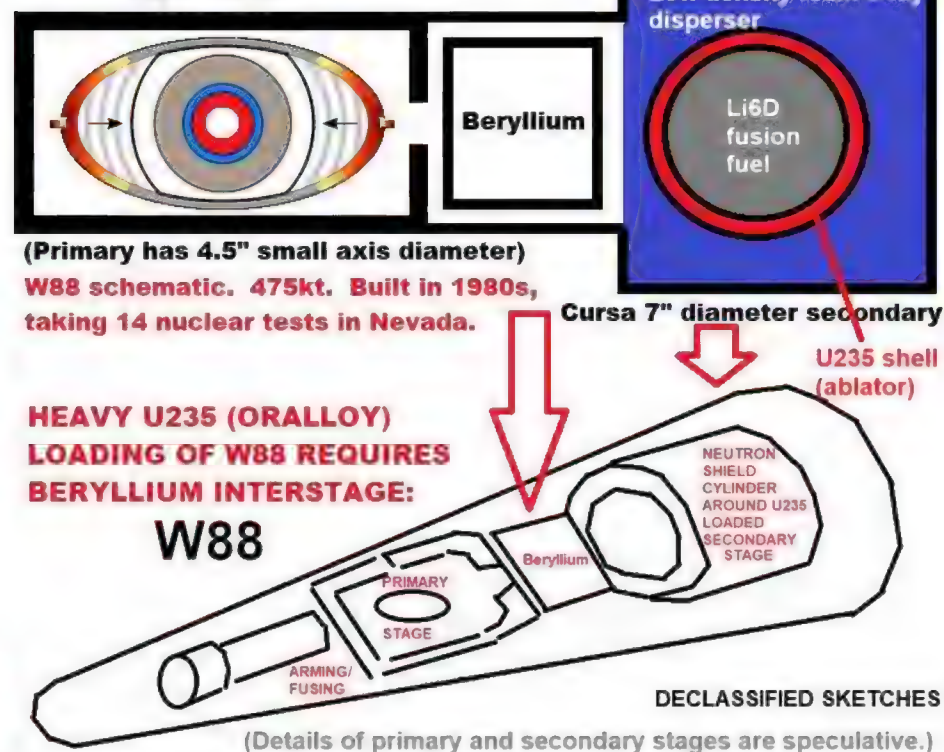 disperser
Beryllium
Li6D
fusion
fuel
(Primary has 4.5" small axis diameter)
W88 schematic. 475kt. Built in 1980s,
taking 14 nuclear tests in Nevada.
Cursa 7" diameter secondary
U235 shell
(ablator)
HEAVY U235 (ORALLOY)
LOADING OF W88 REQUIRES
BERYLLIUM INTERSTAGE:
W88
NEUTRON
SHIELD
CYLINDER
AROUND U235
LOADED
SECONDARY
STAGE
Beryllium
PRIMARY
STAGE
ARMING/
FUSING
DECLASSIFIED SKETCHES
(Details of primary and secondary stages are speculative.)